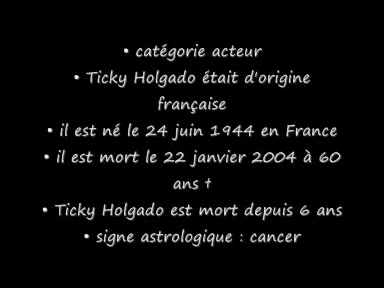 • catégorie acteur
• Ticky Holgado était d'origine
française
• il est né le 24 juin 1944 en France
• il est mort le 22 janvier 2004 à 60
ans †
• Ticky Holgado est mort depuis 6 ans
• signe astrologique : cancer